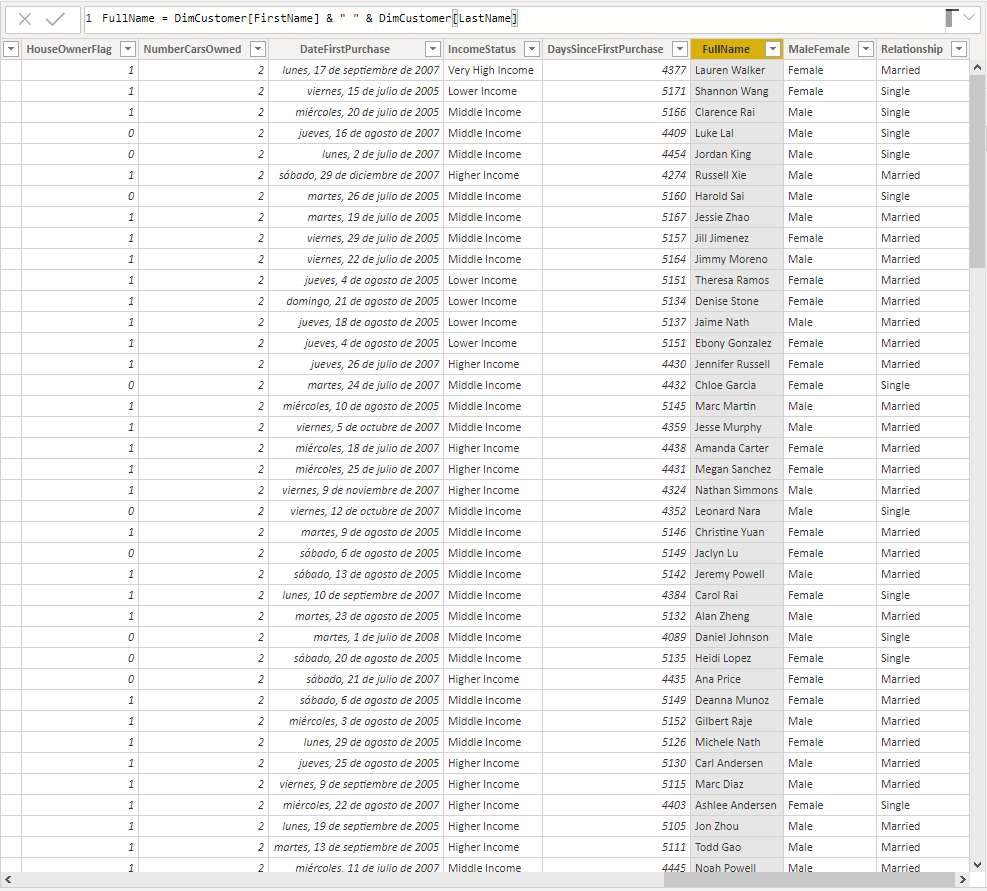 1 FullName = DimCustomer[FirstName] & " " & DimCustomer[LastName]
HouseOwnerFlag NumberCarsOwned DateFirstPurchase IncomeStatus DaysSinceFirstPurchase FullName MaleFemale Relationship
1 2 lunes, 17 de septiembre de 2007 Very High Income 4377 Lauren Walker Female Married
1 2 viernes, 15 de julio de 2005 Lower Income 5171 Shannon Wang Female Single
1 2 miércoles, 20 de julio de 2005 Middle Income 5166 Clarence Rai Male Single
0 2 jueves, 16 de agosto de 2007 Middle Income 4409 Luke Lal Male Single
0 2 lunes, 2 de julio de 2007 Middle Income 4454 Jordan King Male Single
1 2 sábado, 29 de diciembre de 2007 Higher Income 4274 Russell Xie Male Married
0 2 martes, 26 de julio de 2005 Middle Income 5160 Harold Sai Male Single
1 2 martes, 19 de julio de 2005 Middle Income 5167 Jessie Zhao Male Married
1 2 viernes, 29 de julio de 2005 Middle Income 5157 Jill Jimenez Female Married
1 2 viernes, 22 de julio de 2005 Middle Income 5164 Jimmy Moreno Male Married
1 2 jueves, 4 de agosto de 2005 Lower Income 5151 Theresa Ramos Female Married
1 2 domingo, 21 de agosto de 2005 Lower Income 5134 Denise Stone Female Married
1 2 jueves, 18 de agosto de 2005 Lower Income 5137 Jaime Nath Male Married
1 2 jueves, 4 de agosto de 2005 Lower Income 5151 Ebony Gonzalez Female Married
1 2 jueves, 26 de julio de 2007 Higher Income 4430 Jennifer Russell Female Married
0 2 martes, 24 de julio de 2007 Middle Income 4432 Chloe Garcia Female Single
1 2 miércoles, 10 de agosto de 2005 Middle Income 5145 Marc Martin Male Married
1 2 viernes, 5 de octubre de 2007 Middle Income 4359 Jesse Murphy Male Married
1 2 miércoles, 18 de julio de 2007 Higher Income 4438 Amanda Carter Female Married
1 2 miércoles, 25 de julio de 2007 Higher Income 4431 Megan Sanchez Female Married
1 2 viernes, 9 de noviembre de 2007 Higher Income 4324 Nathan Simmons Male Married
0 2 viernes, 12 de octubre de 2007 Middle Income 4352 Leonard Nara Male Single
1 2 martes, 9 de agosto de 2005 Middle Income 5146 Christine Yuan Female Married
0 2 sábado, 6 de agosto de 2005 Middle Income 5149 Jaclyn Lu Female Married
1 2 sábado, 13 de agosto de 2005 Middle Income 5142 Jeremy Powell Male Married
1 2 lunes, 10 de septiembre de 2007 Middle Income 4384 Carol Rai Female Single
1 2 martes, 23 de agosto de 2005 Middle Income 5132 Alan Zheng Male Married
0 2 martes, 1 de julio de 2008 Middle Income 4089 Daniel Johnson Male Single
0 2 sábado, 20 de agosto de 2005 Middle Income 5135 Heidi Lopez Female Single
0 2 sábado, 21 de julio de 2007 Higher Income 4435 Ana Price Female Married
1 2 sábado, 6 de agosto de 2005 Middle Income 5149 Deanna Munoz Female Married
1 2 miércoles, 3 de agosto de 2005 Middle Income 5152 Gilbert Raje Male Married
1 2 lunes, 29 de agosto de 2005 Middle Income 5126 Michele Nath Female Married
1 2 jueves, 25 de agosto de 2005 Higher Income 5130 Carl Andersen Male Married
1 2 viernes, 9 de septiembre de 2005 Higher Income 5115 Marc Diaz Male Married
1 2 miércoles, 22 de agosto de 2007 Higher Income 4403 Ashlee Andersen Female Single
1 2 lunes, 19 de septiembre de 2005 Higher Income 5105 Jon Zhou Male Married
1 2 martes, 13 de septiembre de 2005 Higher Income 5111 Todd Gao Male Married
1 2 miércoles, 11 de julio de 2007 Middle Income 4445 Noah Powell Male Married